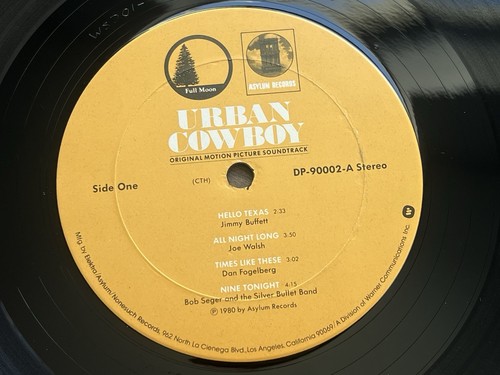 Full Moon
ASYLUM RECORDS
URBAN
COWBOY
ORIGINAL MOTION PICTURE SOUNDTRACK
DP-90002-A Stereo
Side One
(CTH)
HELLO TEXAS 2:33
Jimmy Buffett
ALL NIGHT LONG 3:50
Joe Walsh
TIMES LIKE THESE 3:02
Dan Fogelberg
NINE TONIGHT 4:15
Bob Seger and the Silver Bullet Band
℗ 1980 by Asylum Records
Mfg. by Elektra/Asylum/Nonesuch Records, 962 North La Cienega Blvd., Los Angeles, California 90069/A Division of Warner Communications Inc.